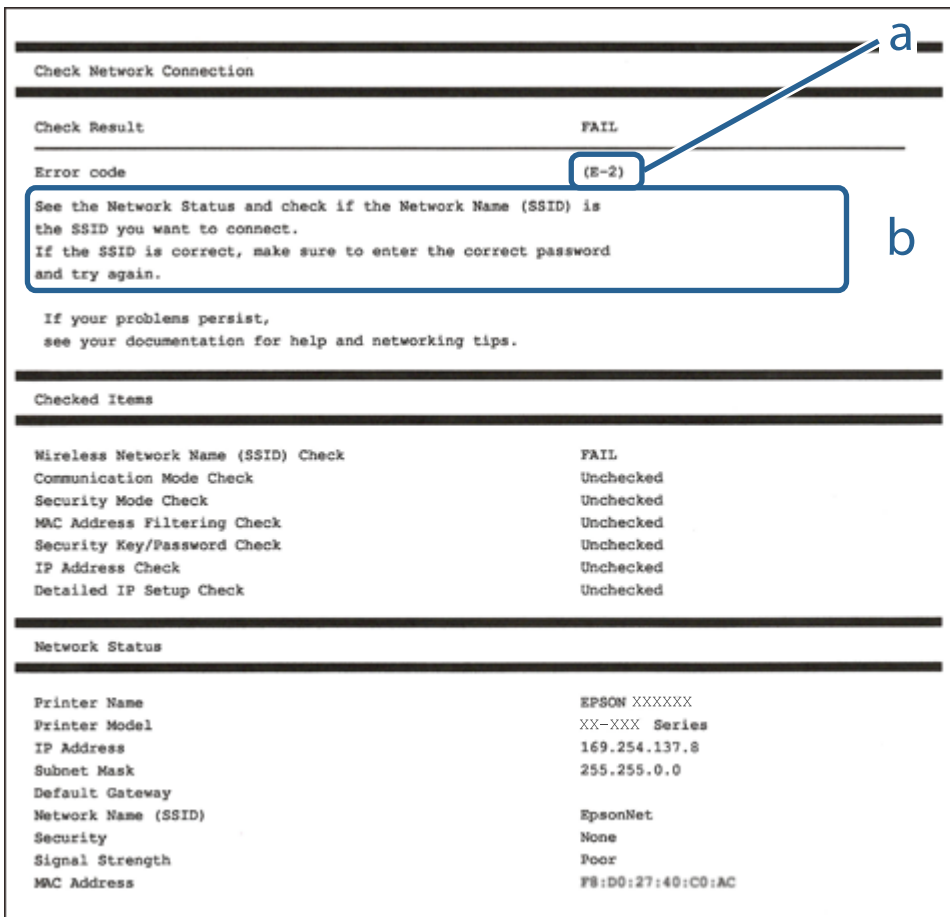 a
Check Network Connection
Check Result FAIL
Error code (E-2)
See the Network Status and check if the Network Name (SSID) is
the SSID you want to connect.
If the SSID is correct, make sure to enter the correct password
and try again.
b
If your problems persist,
see your documentation for help and networking tips.
Checked Items
Wireless Network Name (SSID) Check FAIL
Communication Mode Check Unchecked
Security Mode Check Unchecked
MAC Address Filtering Check Unchecked
Security Key/Password Check Unchecked
IP Address Check Unchecked
Detailed IP Setup Check Unchecked
Network Status
Printer Name EPSON XXXXXX
Printer Model XX-XXX Series
IP Address 169.254.137.8
Subnet Mask 255.255.0.0
Default Gateway
Network Name (SSID) EpsonNet
Security None
Signal Strength Poor
MAC Address F8:D0:27:40:C0:AC